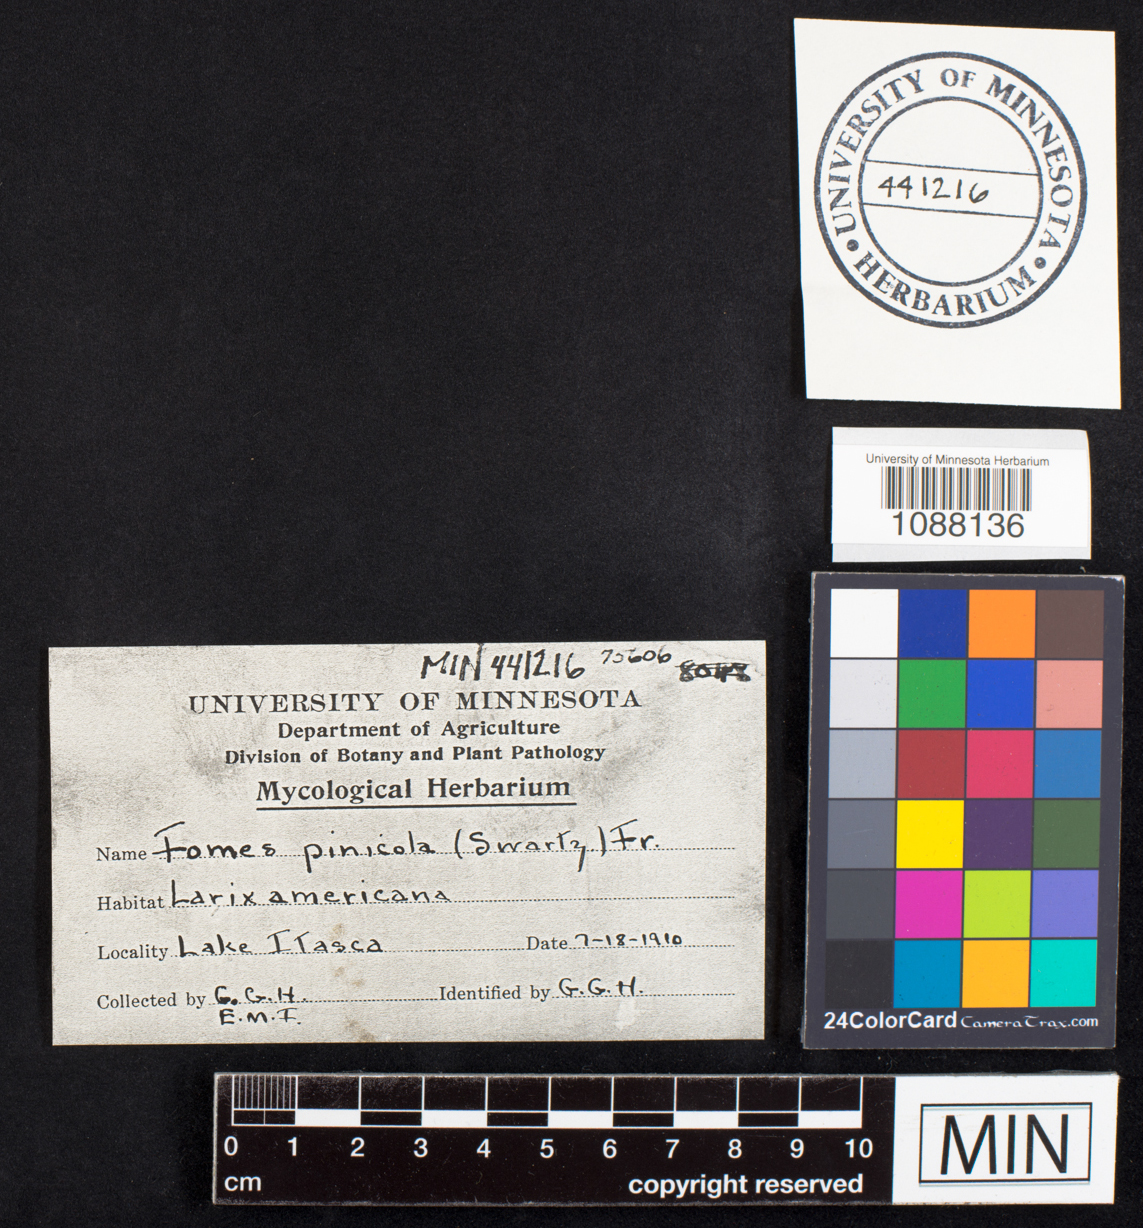 UNIVERSITY OF MINNESOTA
• HERBARIUM •
441216
University of Minnesota Herbarium
1088136
MIN 441216 75606
UNIVERSITY OF MINNESOTA
Department of Agriculture
Division of Botany and Plant Pathology
Mycological Herbarium
Name Fomes pinicola (Swartz) Fr.
Habitat Larix americana
Locality Lake Itasca Date 7-18-1910
Collected by G.G.H. Identified by G.G.H.
E.M.F.
24ColorCard CameraTrax.com
0 1 2 3 4 5 6 7 8 9 10
cm copyright reserved
MIN